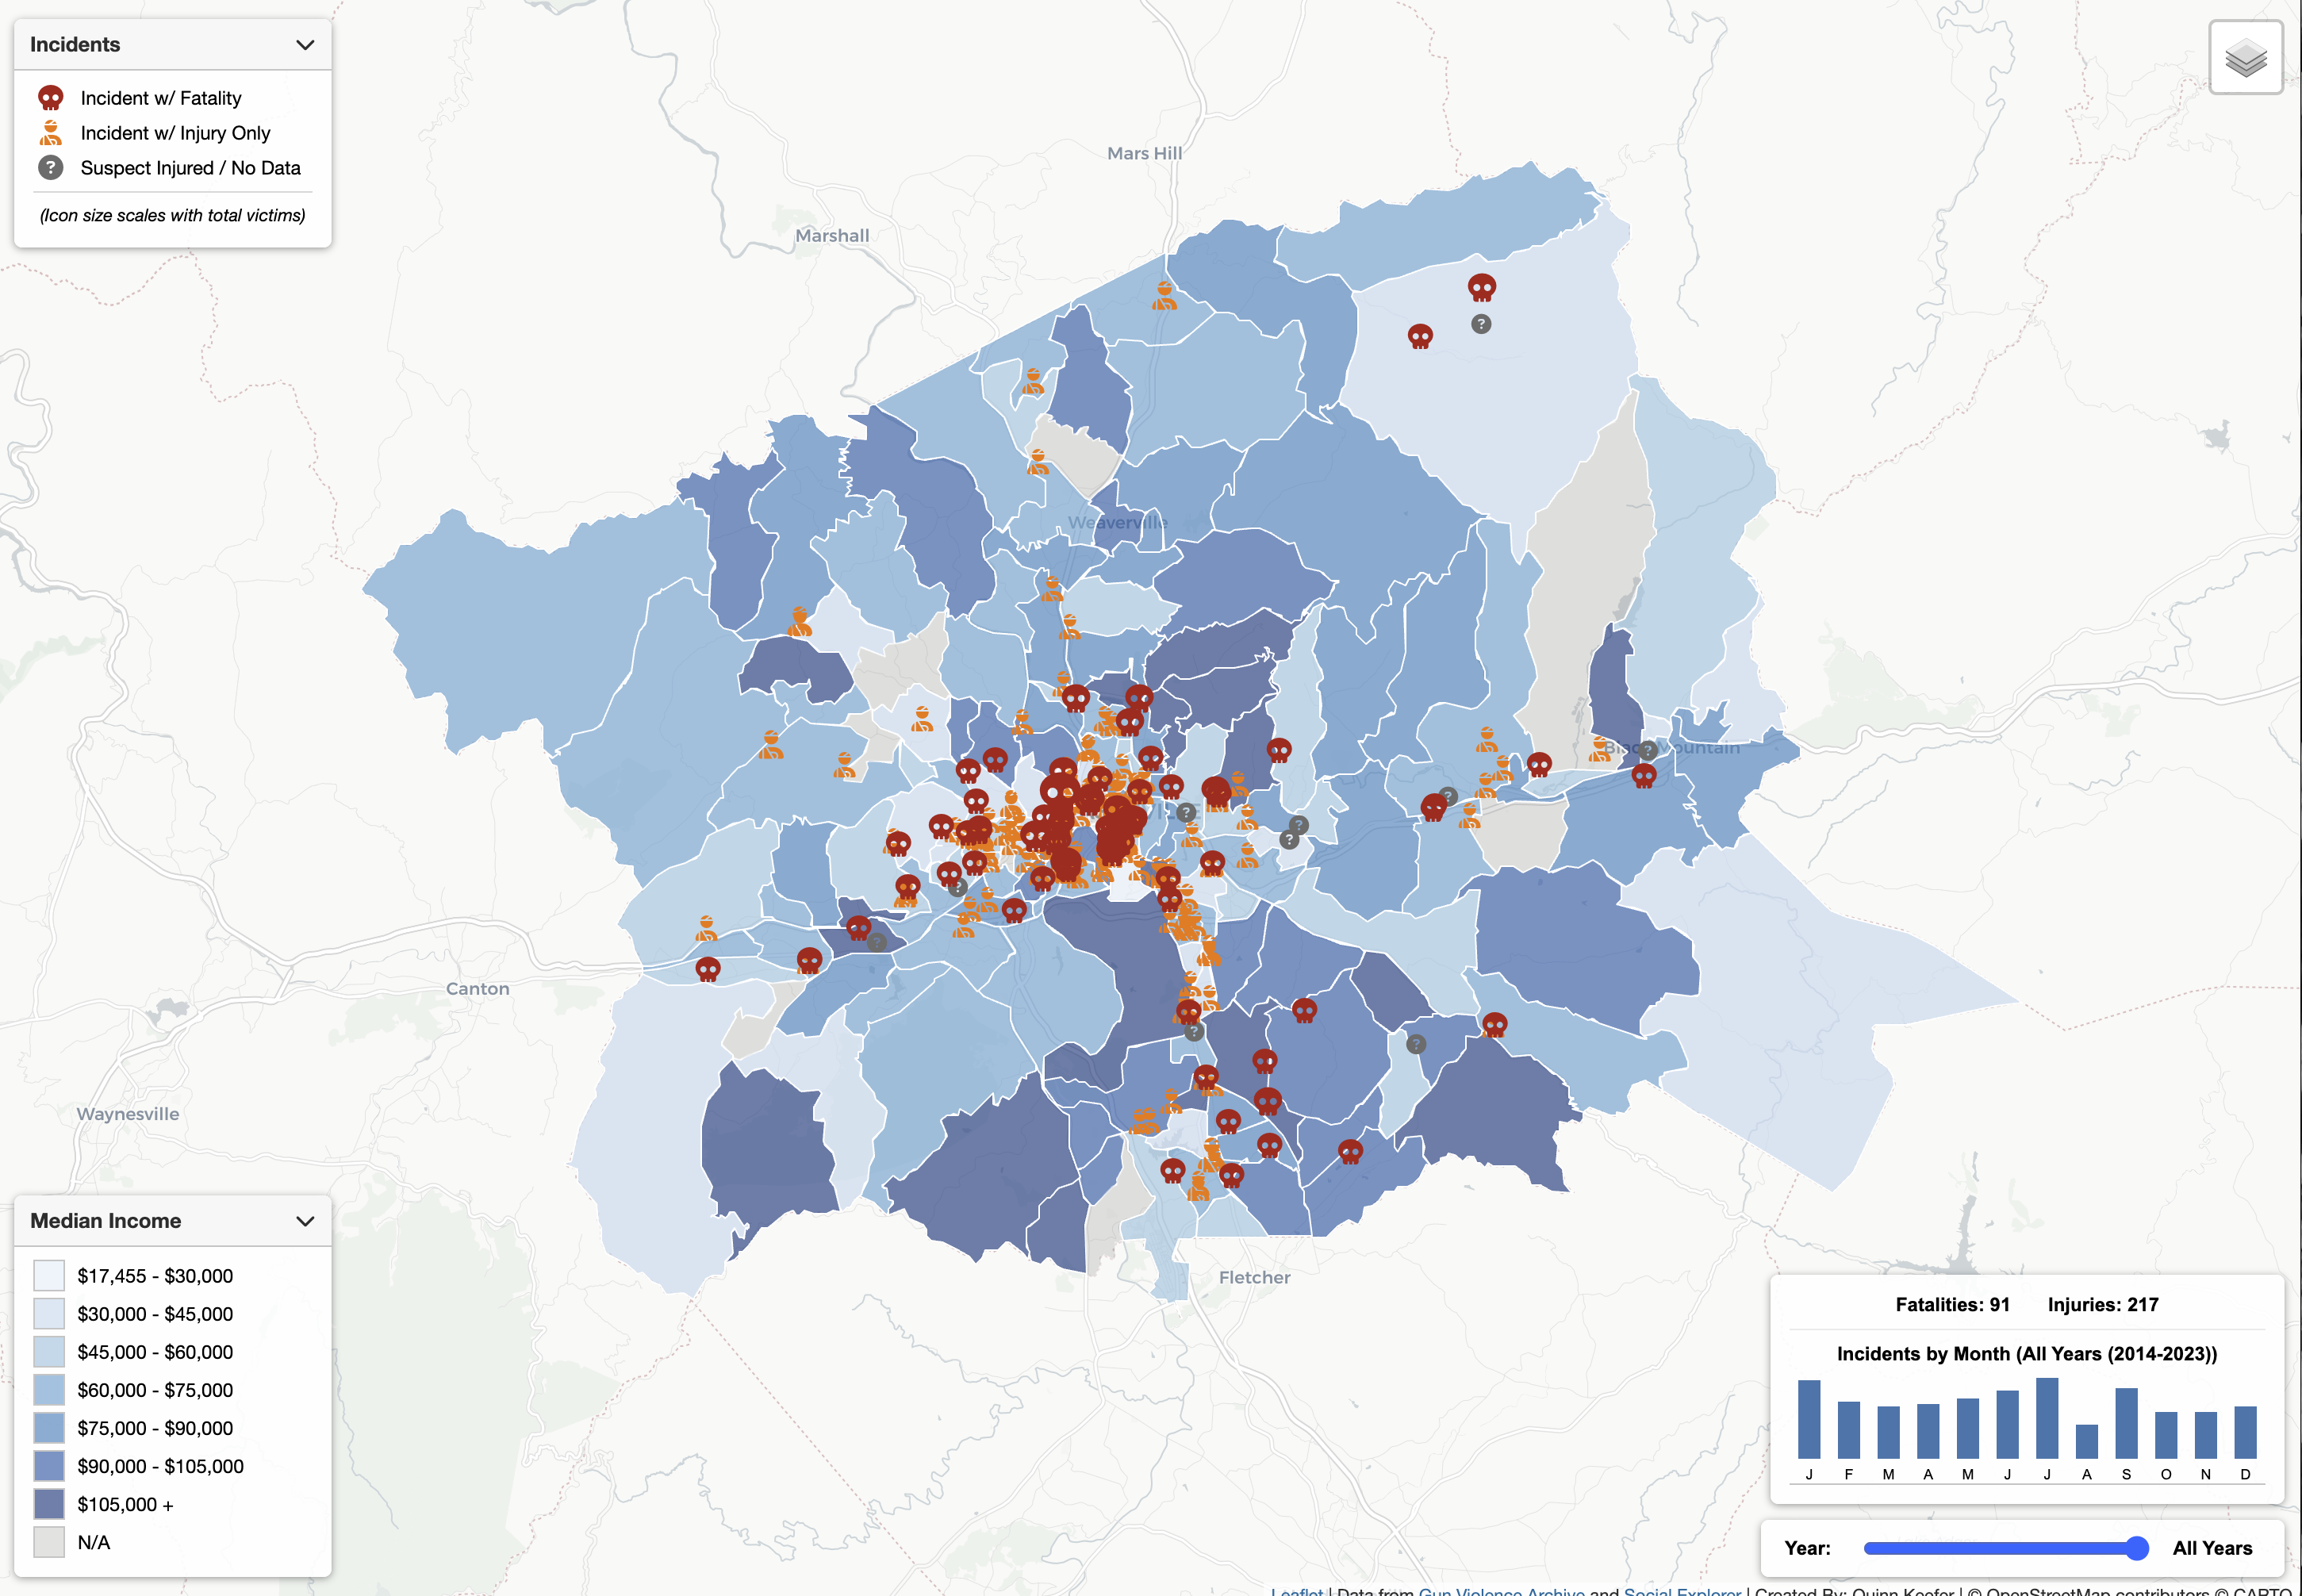 Incidents
Incident w/ Fatality
Incident w/ Injury Only
? Suspect Injured / No Data
(Icon size scales with total victims)
Mars Hill
Marshall
Weaverville
Black Mountain
VILLE
Canton
Waynesville
Fletcher
Median Income
$17,455 - $30,000
$30,000 - $45,000
$45,000 - $60,000
$60,000 - $75,000
$75,000 - $90,000
$90,000 - $105,000
$105,000 +
N/A
Fatalities: 91 Injuries: 217
Incidents by Month (All Years (2014-2023))
J F M A M J J A S O N D
Year: All Years
Leaflet | Data from Gun Violence Archive and Social Explorer | Created By: Quinn Keefer | © OpenStreetMap contributors © CARTO